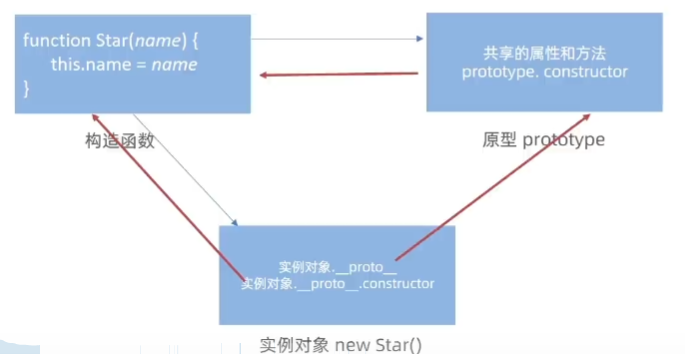 function Star(name) {
this.name = name
}
共享的属性和方法
prototype. constructor
构造函数
原型 prototype
实例对象.__proto__
实例对象.__proto__.constructor
实例对象 new Star()